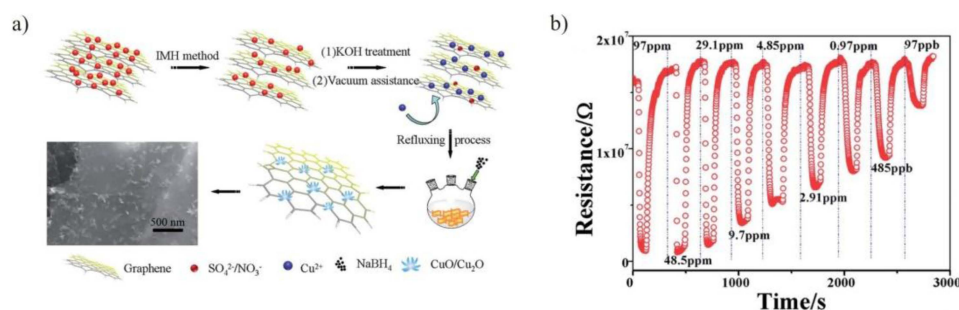 a)
IMH method
(1)KOH treatment
(2)Vacuum assistance
Refluxing process
NaBH₄
500 nm
Graphene
SO₄²⁻/NO₃⁻
Cu²⁺
NaBH₄
CuO/Cu₂O
b)
Resistance/Ω
2x10⁷
1x10⁷
0
97ppm
29.1ppm
4.85ppm
0.97ppm
97ppb
48.5ppm
9.7ppm
2.91ppm
485ppb
0
1000
2000
3000
Time/s